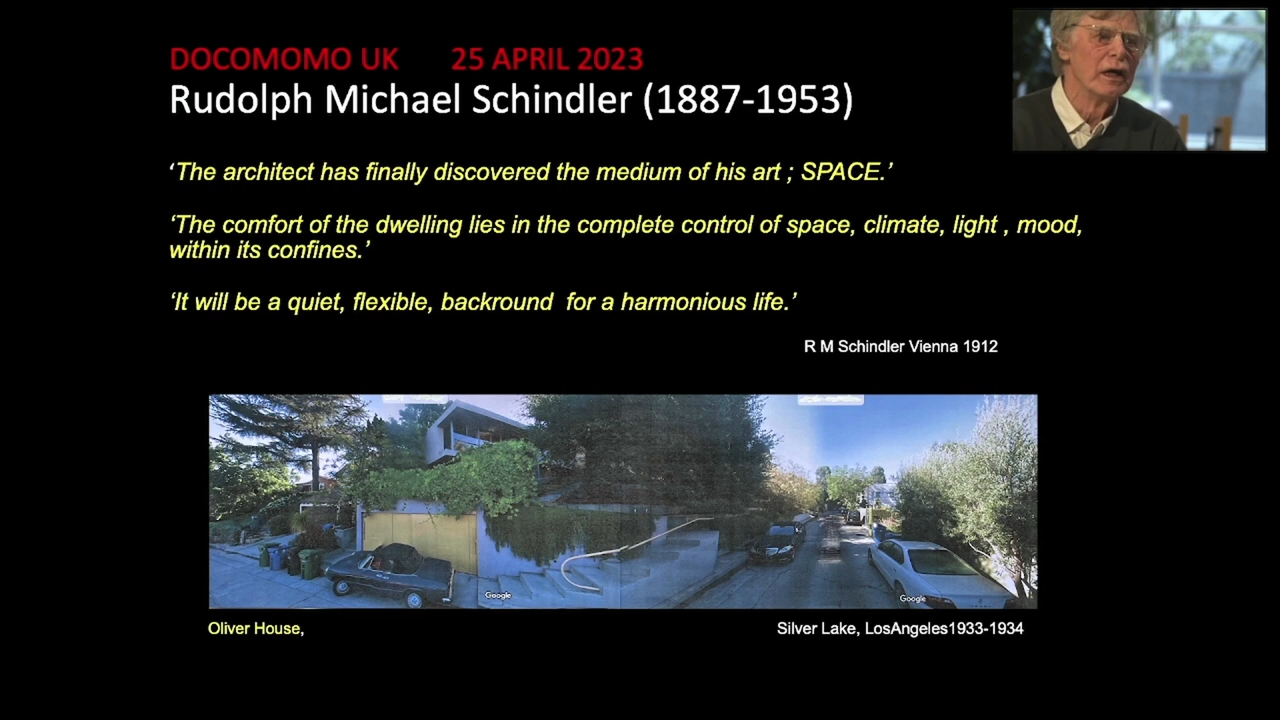 DOCOMOMO UK 25 APRIL 2023
Rudolph Michael Schindler (1887-1953)
‘The architect has finally discovered the medium of his art ; SPACE.’
‘The comfort of the dwelling lies in the complete control of space, climate, light , mood,
within its confines.’
‘It will be a quiet, flexible, backround for a harmonious life.’
R M Schindler Vienna 1912
Google
Google
Oliver House,
Silver Lake, LosAngeles1933-1934